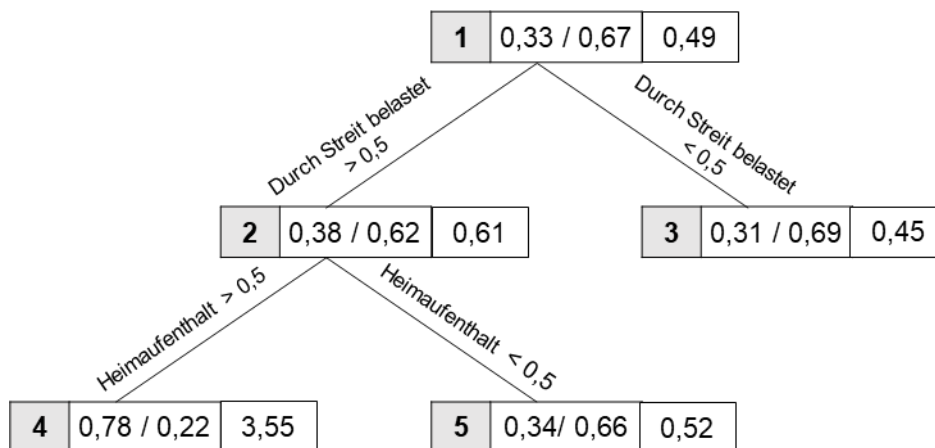 1 0,33 / 0,67 0,49
Durch Streit belastet
> 0,5
Durch Streit belastet
< 0,5
2 0,38 / 0,62 0,61
3 0,31 / 0,69 0,45
Heimaufenthalt > 0,5
Heimaufenthalt < 0,5
4 0,78 / 0,22 3,55
5 0,34/ 0,66 0,52